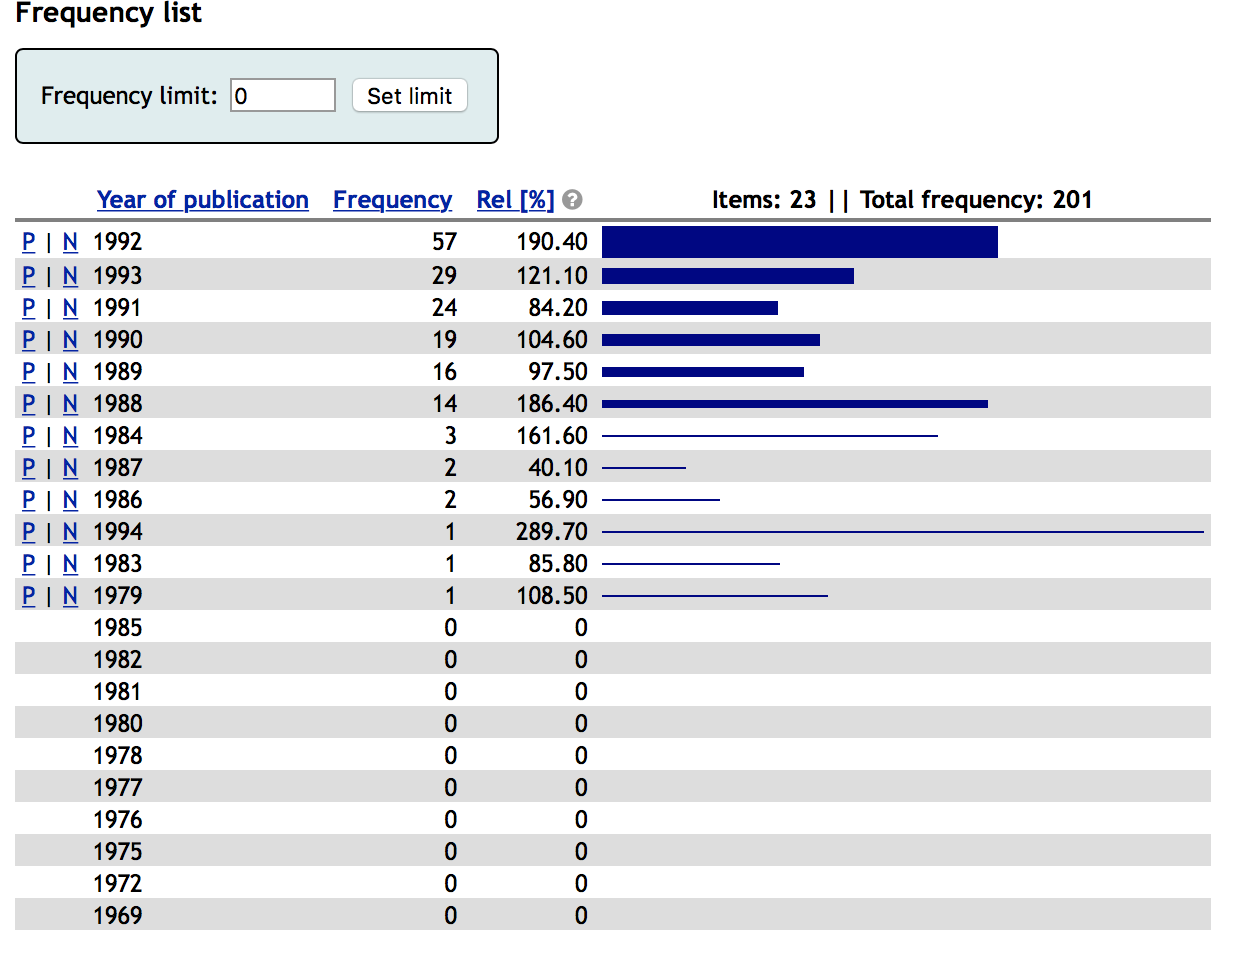 Frequency list
Frequency limit: 0 Set limit
Year of publication Frequency Rel [%] ? Items: 23 || Total frequency: 201
P | N 1992 57 190.40
P | N 1993 29 121.10
P | N 1991 24 84.20
P | N 1990 19 104.60
P | N 1989 16 97.50
P | N 1988 14 186.40
P | N 1984 3 161.60
P | N 1987 2 40.10
P | N 1986 2 56.90
P | N 1994 1 289.70
P | N 1983 1 85.80
P | N 1979 1 108.50
1985 0 0
1982 0 0
1981 0 0
1980 0 0
1978 0 0
1977 0 0
1976 0 0
1975 0 0
1972 0 0
1969 0 0